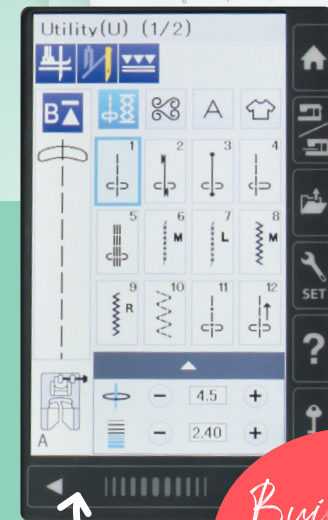 Utility(U) (1/2)
B
A
1 2 3 4
5 6 M 7 L 8 M
9 R 10 11 12
SET
?
− 4.5 +
− 2.40 +
A